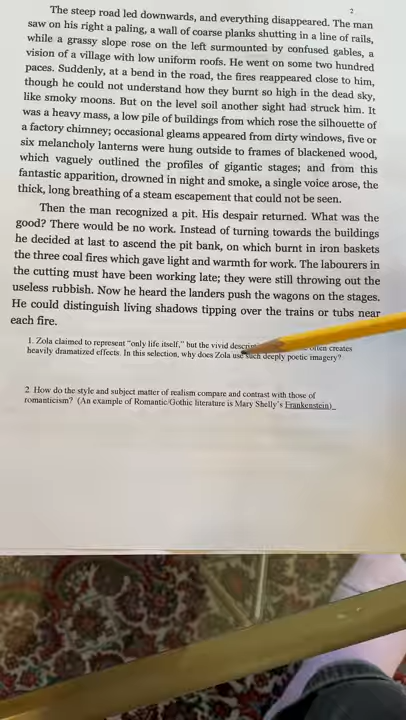 2
The steep road led downwards, and everything disappeared. The man
saw on his right a paling, a wall of coarse planks shutting in a line of rails,
while a grassy slope rose on the left surmounted by confused gables, a
vision of a village with low uniform roofs. He went on some two hundred
paces. Suddenly, at a bend in the road, the fires reappeared close to him,
though he could not understand how they burnt so high in the dead sky,
like smoky moons. But on the level soil another sight had struck him. It
was a heavy mass, a low pile of buildings from which rose the silhouette of
a factory chimney; occasional gleams appeared from dirty windows, five or
six melancholy lanterns were hung outside to frames of blackened wood,
which vaguely outlined the profiles of gigantic stages; and from this
fantastic apparition, drowned in night and smoke, a single voice arose, the
thick, long breathing of a steam escapement that could not be seen.
Then the man recognized a pit. His despair returned. What was the
good? There would be no work. Instead of turning towards the buildings
he decided at last to ascend the pit bank, on which burnt in iron baskets
the three coal fires which gave light and warmth for work. The labourers in
the cutting must have been working late; they were still throwing out the
useless rubbish. Now he heard the landers push the wagons on the stages.
He could distinguish living shadows tipping over the trains or tubs near
each fire.
1. Zola claimed to represent "only life itself," but the vivid often creates
heavily dramatized effects. In this selection, why does Zola use such deeply poetic imagery?
2. How do the style and subject matter of realism compare and contrast with those of
romanticism? (An example of Romantic/Gothic literature is Mary Shelly's Frankenstein)_